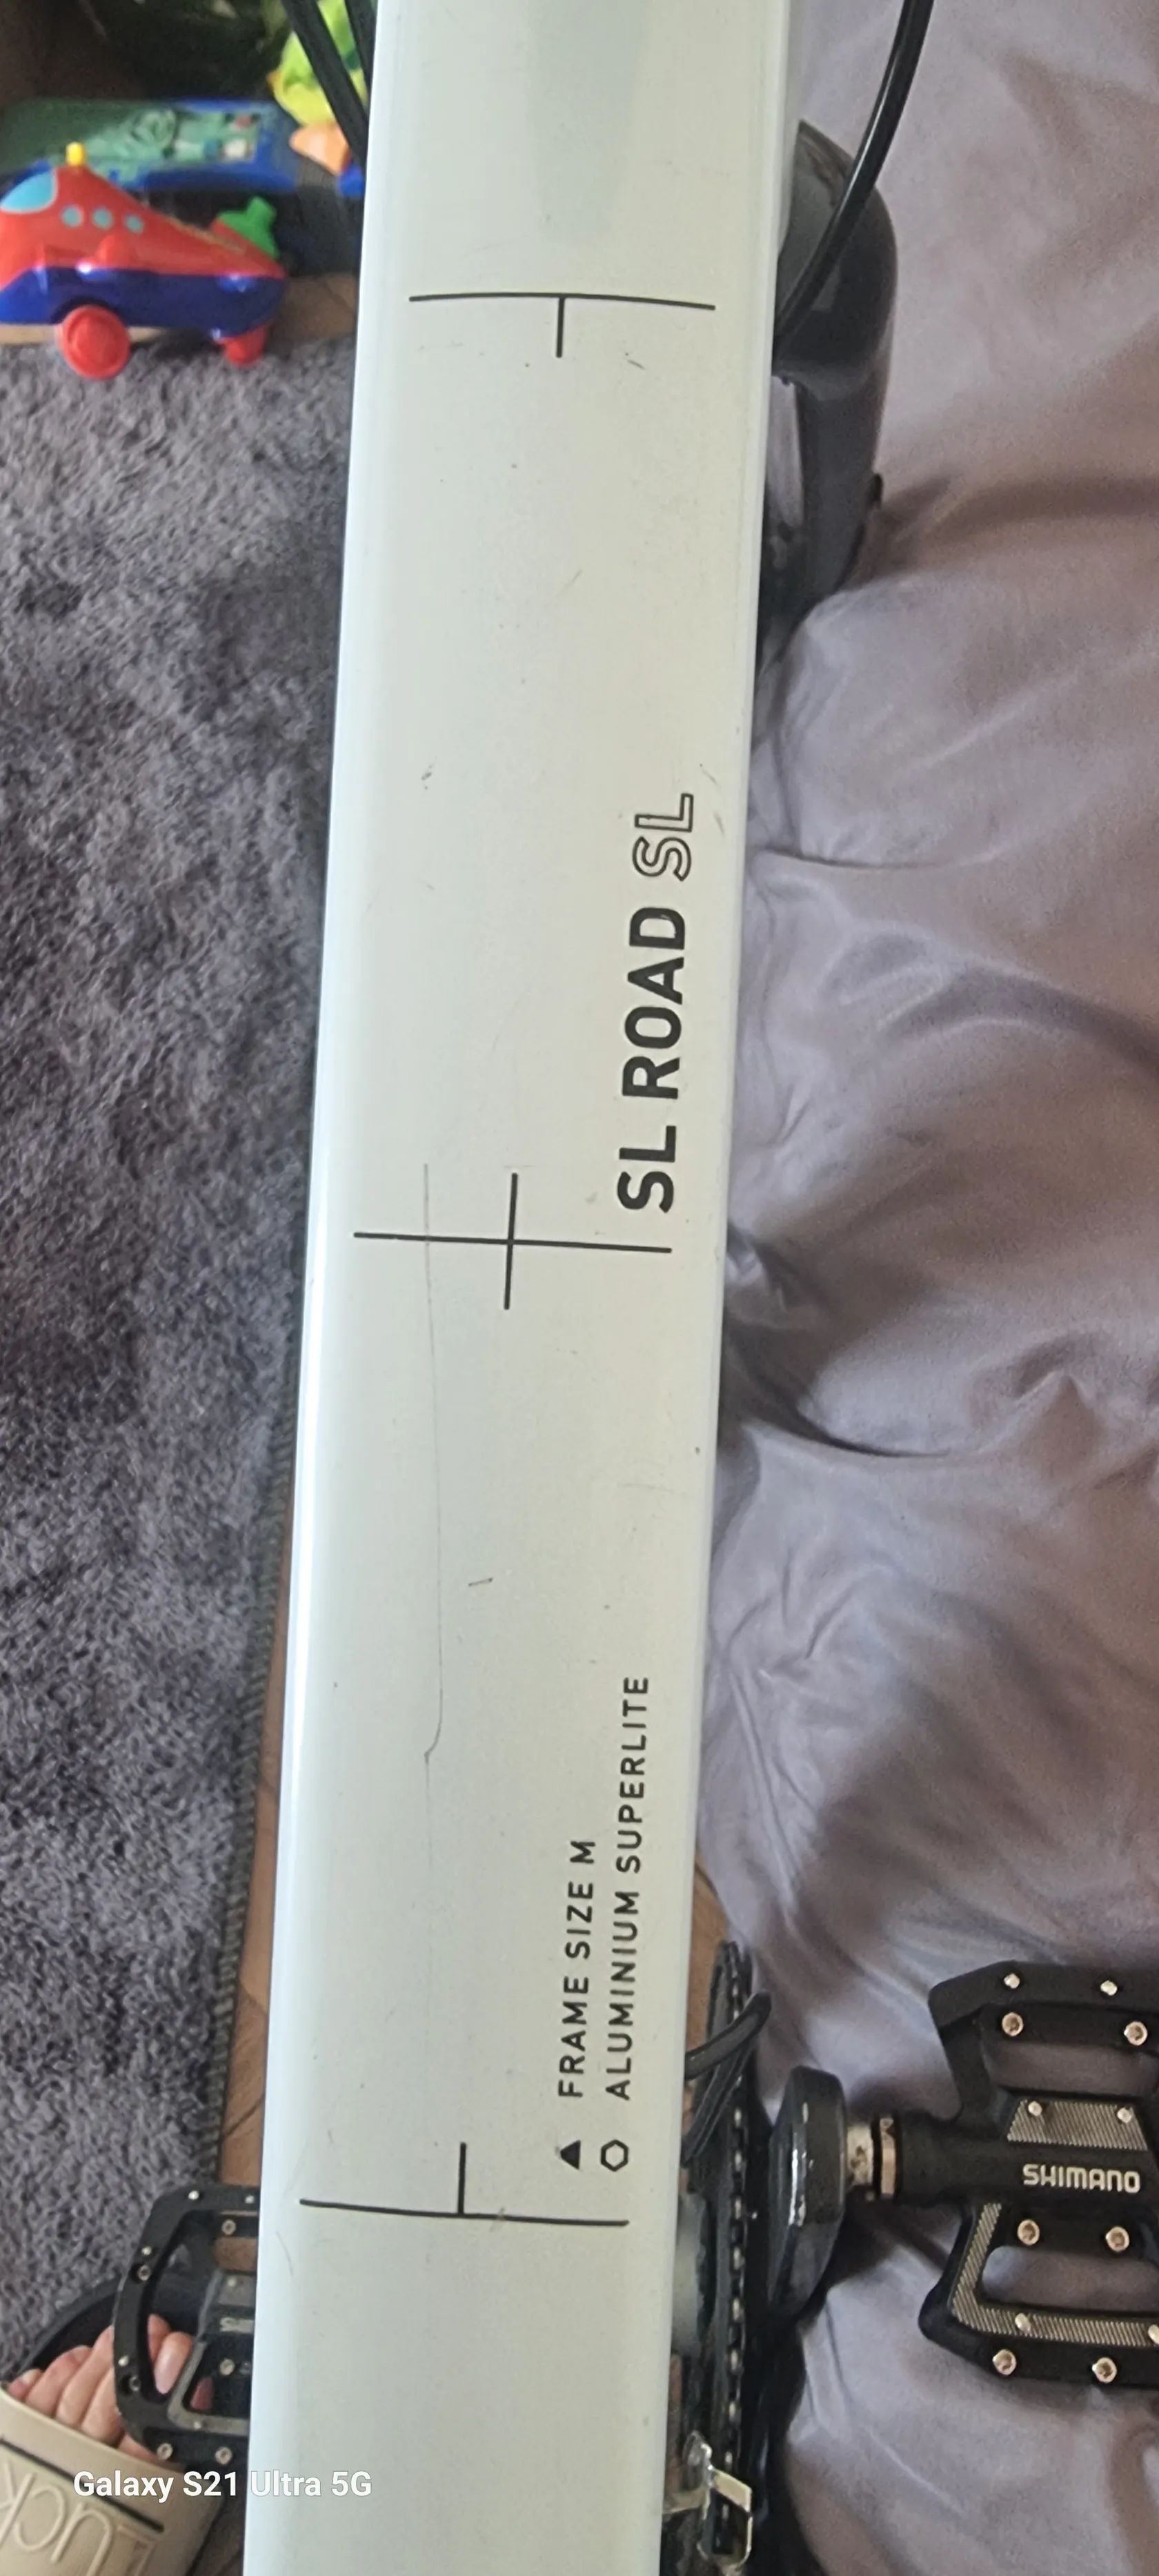 SL ROAD SL
FRAME SIZE M
ALUMINIUM SUPERLITE
SHIMANO
Galaxy S21 Ultra 5G